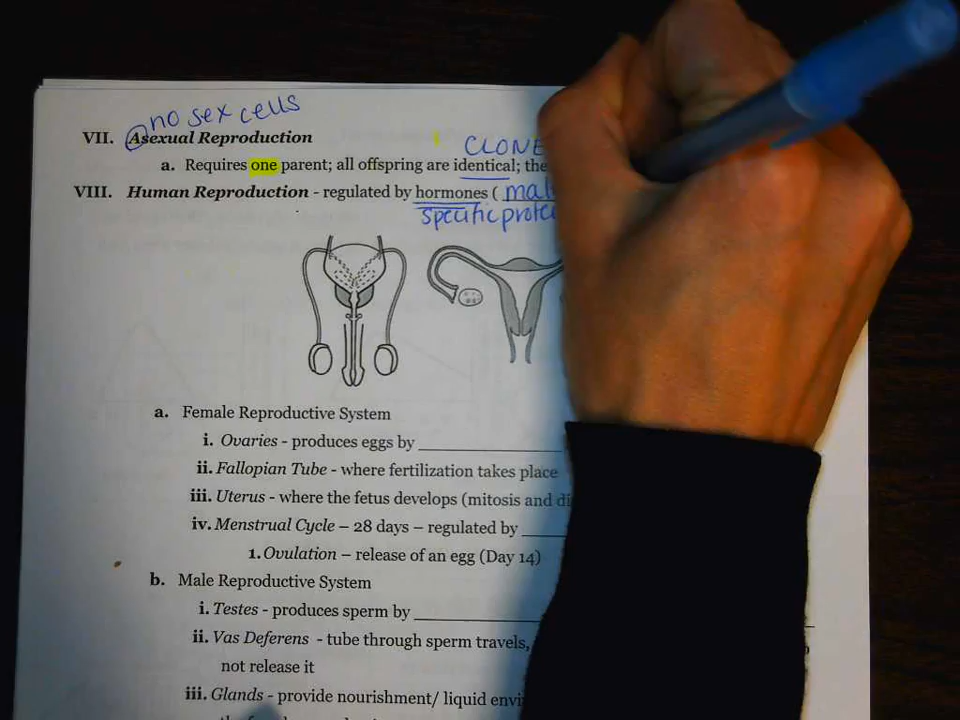 no sex cells
VII. Asexual Reproduction
CLONE
a. Requires one parent; all offspring are identical; the
VIII. Human Reproduction - regulated by hormones (
specific
a. Female Reproductive System
i. Ovaries - produces eggs by
ii. Fallopian Tube - where fertilization takes place
iii. Uterus - where the fetus develops (mitosis and
iv. Menstrual Cycle – 28 days – regulated by
1. Ovulation – release of an egg (Day 14)
b. Male Reproductive System
i. Testes - produces sperm by
ii. Vas Deferens - tube through sperm travels,
not release it
iii. Glands - provide nourishment/ liquid